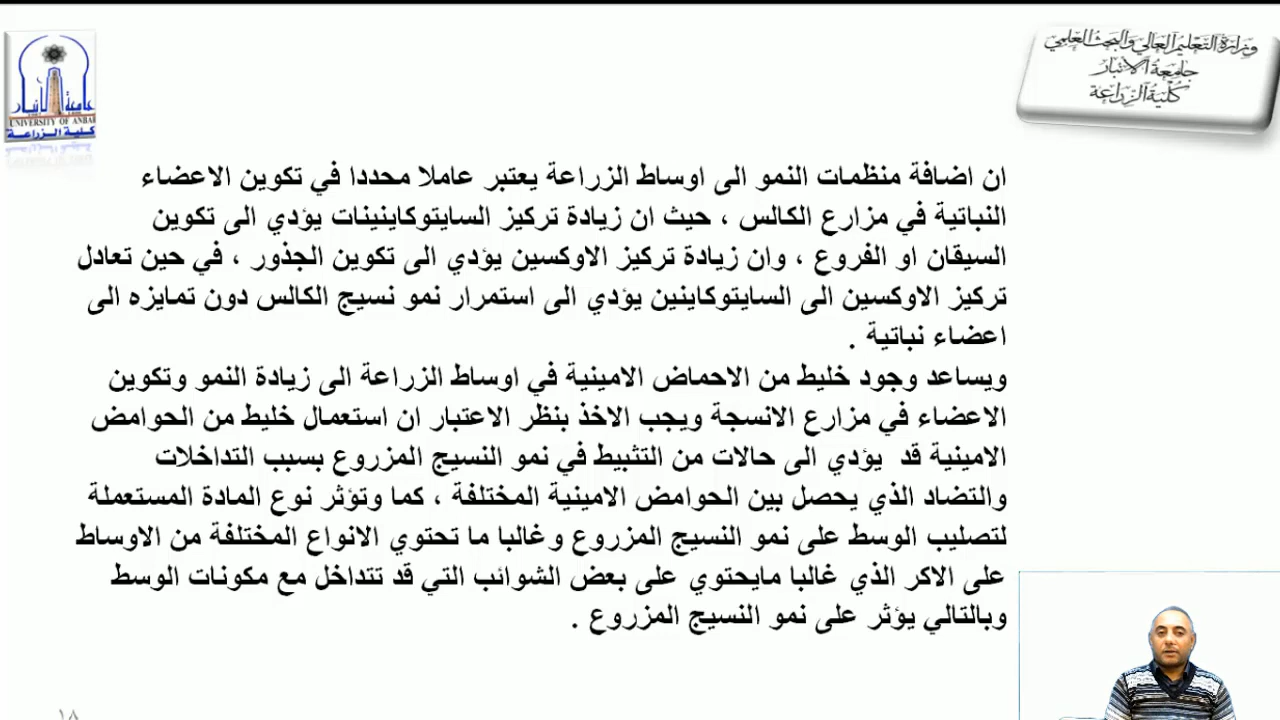 وزارة التعليم العالي والبحث العلمي
جامعة الانبار
كلية الزراعة
جامعة الانبار
UNIVERSITY OF ANBAR
كلية الزراعة
ان اضافة منظمات النمو الى اوساط الزراعة يعتبر عاملا محددا في تكوين الاعضاء
النباتية في مزارع الكالس ، حيث ان زيادة تركيز السايتوكاينينات يؤدي الى تكوين
السيقان او الفروع ، وان زيادة تركيز الاوكسين يؤدي الى تكوين الجذور ، في حين تعادل
تركيز الاوكسين الى السايتوكاينين يؤدي الى استمرار نمو نسيج الكالس دون تمايزه الى
اعضاء نباتية .
ويساعد وجود خليط من الاحماض الامينية في اوساط الزراعة الى زيادة النمو وتكوين
الاعضاء في مزارع الانسجة ويجب الاخذ بنظر الاعتبار ان استعمال خليط من الحوامض
الامينية قد يؤدي الى حالات من التثبيط في نمو النسيج المزروع بسبب التداخلات
والتضاد الذي يحصل بين الحوامض الامينية المختلفة ، كما وتؤثر نوع المادة المستعملة
لتصليب الوسط على نمو النسيج المزروع وغالبا ما تحتوي الانواع المختلفة من الاوساط
على الاكر الذي غالبا مايحتوي على بعض الشوائب التي قد تتداخل مع مكونات الوسط
وبالتالي يؤثر على نمو النسيج المزروع .
١٨